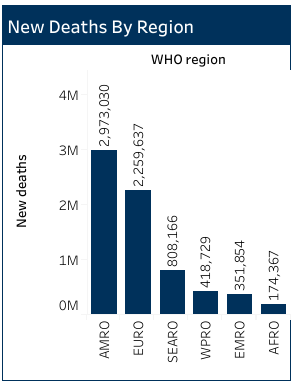 New Deaths By Region
WHO region
New deaths
4M
3M
2M
1M
0M
2,973,030
2,259,637
808,166
418,729
351,854
174,367
AMRO
EURO
SEARO
WPRO
EMRO
AFRO